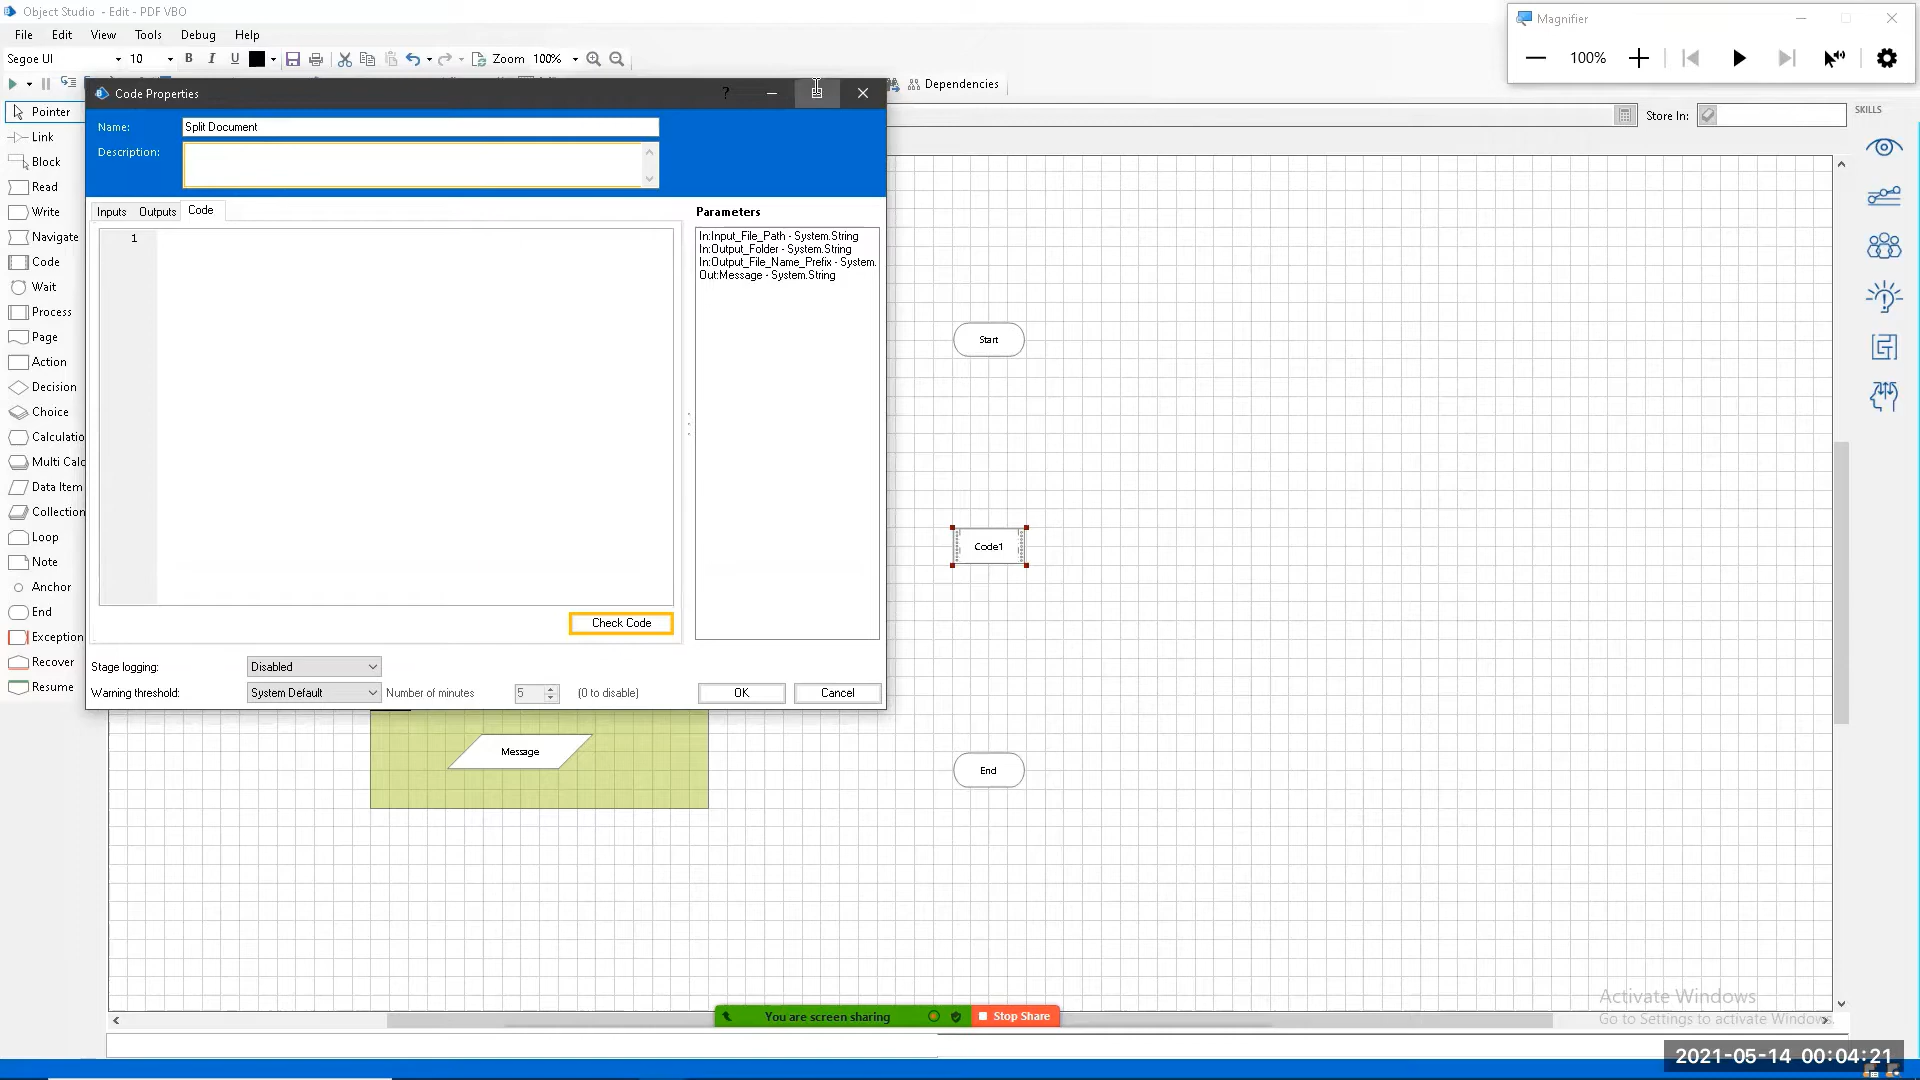 Object Studio - Edit - PDF VBO
File Edit View Tools Debug Help
Segoe UI 10 B I U Zoom 100%
Dependencies
Magnifier
100%
Code Properties ?
Name: Split Document
Description:
Inputs Outputs Code
1
Check Code
Parameters
In:Input_File_Path - System.String
In:Output_Folder - System.String
In:Output_File_Name_Prefix - System.
Out:Message - System.String
Stage logging: Disabled
Warning threshold: System Default Number of minutes 5 (0 to disable)
OK Cancel
Pointer
Link
Block
Read
Write
Navigate
Code
Wait
Process
Page
Action
Decision
Choice
Calculatio
Multi Calc
Data Item
Collection
Loop
Note
Anchor
End
Exception
Recover
Resume
Store In:
SKILLS
Start
Code1
End
Message
You are screen sharing Stop Share
Activate Windows
Go to Settings to activate Windows.
2021-05-14 00:04:21